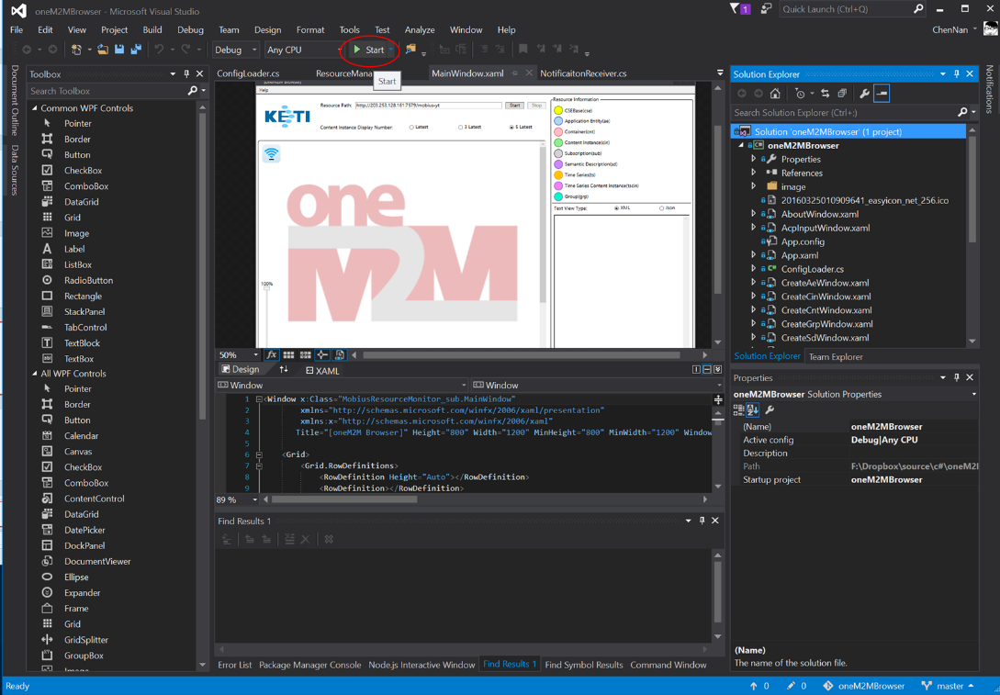 oneM2MBrowser - Microsoft Visual Studio
1
Quick Launch (Ctrl+Q)
File Edit View Project Build Debug Team Design Format Tools Test Analyze Window Help
ChenNan
Debug Any CPU Start
Start
Document Outline
Data Sources
Toolbox
Search Toolbox
Common WPF Controls
Pointer
Border
Button
CheckBox
ComboBox
DataGrid
Grid
Image
Label
ListBox
RadioButton
Rectangle
StackPanel
TabControl
TextBlock
TextBox
All WPF Controls
Pointer
Border
Button
Calendar
Canvas
CheckBox
ComboBox
ContentControl
DataGrid
DatePicker
DockPanel
DocumentViewer
Ellipse
Expander
Frame
Grid
GridSplitter
GroupBox
Image
ConfigLoader.cs ResourceMana MainWindow.xaml NotificaitonReceiver.cs
Help
KETI
Resource Path: http://203.253.128.161:7579/mobius-yt Start Stop
Content Instance Display Number: Latest 3 Latest 5 Latest
one
M2M
100%
Resource Information
CSEBase(cse)
Application Entity(ae)
Container(cnt)
Content Instance(cin)
Subscription(sub)
Semantic Description(sd)
Time Series(ts)
Time Series Content Instance(tscin)
Group(grp)
Text View Type: XML Json
50% fx
Design XAML
Window Window
1 <Window x:Class="MobiusResourceMonitor_sub.MainWindow"
2 xmlns="http://schemas.microsoft.com/winfx/2006/xaml/presentation"
3 xmlns:x="http://schemas.microsoft.com/winfx/2006/xaml"
4 Title="[oneM2M Browser]" Height="800" Width="1200" MinHeight="800" MinWidth="1200" Window
5
6 <Grid>
7 <Grid.RowDefinitions>
8 <RowDefinition Height="Auto"></RowDefinition>
9 <RowDefinition></RowDefinition>
89 %
Find Results 1
Error List Package Manager Console Node.js Interactive Window Find Results 1 Find Symbol Results Command Window
Solution Explorer
Search Solution Explorer (Ctrl+;)
Solution 'oneM2MBrowser' (1 project)
oneM2MBrowser
Properties
References
image
20160325010909641_easyicon_net_256.ico
AboutWindow.xaml
AcpInputWindow.xaml
App.config
App.xaml
ConfigLoader.cs
CreateAeWindow.xaml
CreateCinWindow.xaml
CreateCntWindow.xaml
CreateGrpWindow.xaml
CreateSdWindow.xaml
Solution Explorer Team Explorer
Properties
oneM2MBrowser Solution Properties
(Name) oneM2MBrowser
Active config Debug|Any CPU
Description
Path F:\Dropbox\source\c#\oneM2l
Startup project oneM2MBrowser
(Name)
The name of the solution file.
Notifications
Ready
0 0 oneM2MBrowser master